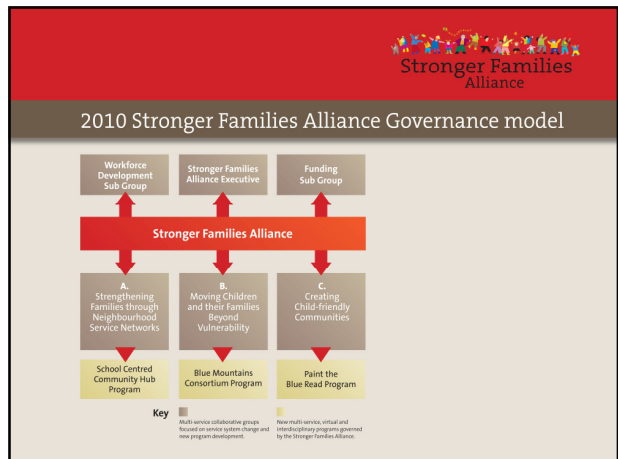 Stronger Families
Alliance
2010 Stronger Families Alliance Governance model
Workforce
Development
Sub Group
Stronger Families
Alliance Executive
Funding
Sub Group
Stronger Families Alliance
A.
Strengthening
Families through
Neighbourhood
Service Networks
B.
Moving Children
and their Families
Beyond
Vulnerability
C.
Creating
Child-friendly
Communities
School Centred
Community Hub
Program
Blue Mountains
Consortium Program
Paint the
Blue Read Program
Key
Multi-service collaborative groups
focused on service system change and
new program development.
New multi-service, virtual and
interdisciplinary programs governed
by the Stronger Families Alliance.